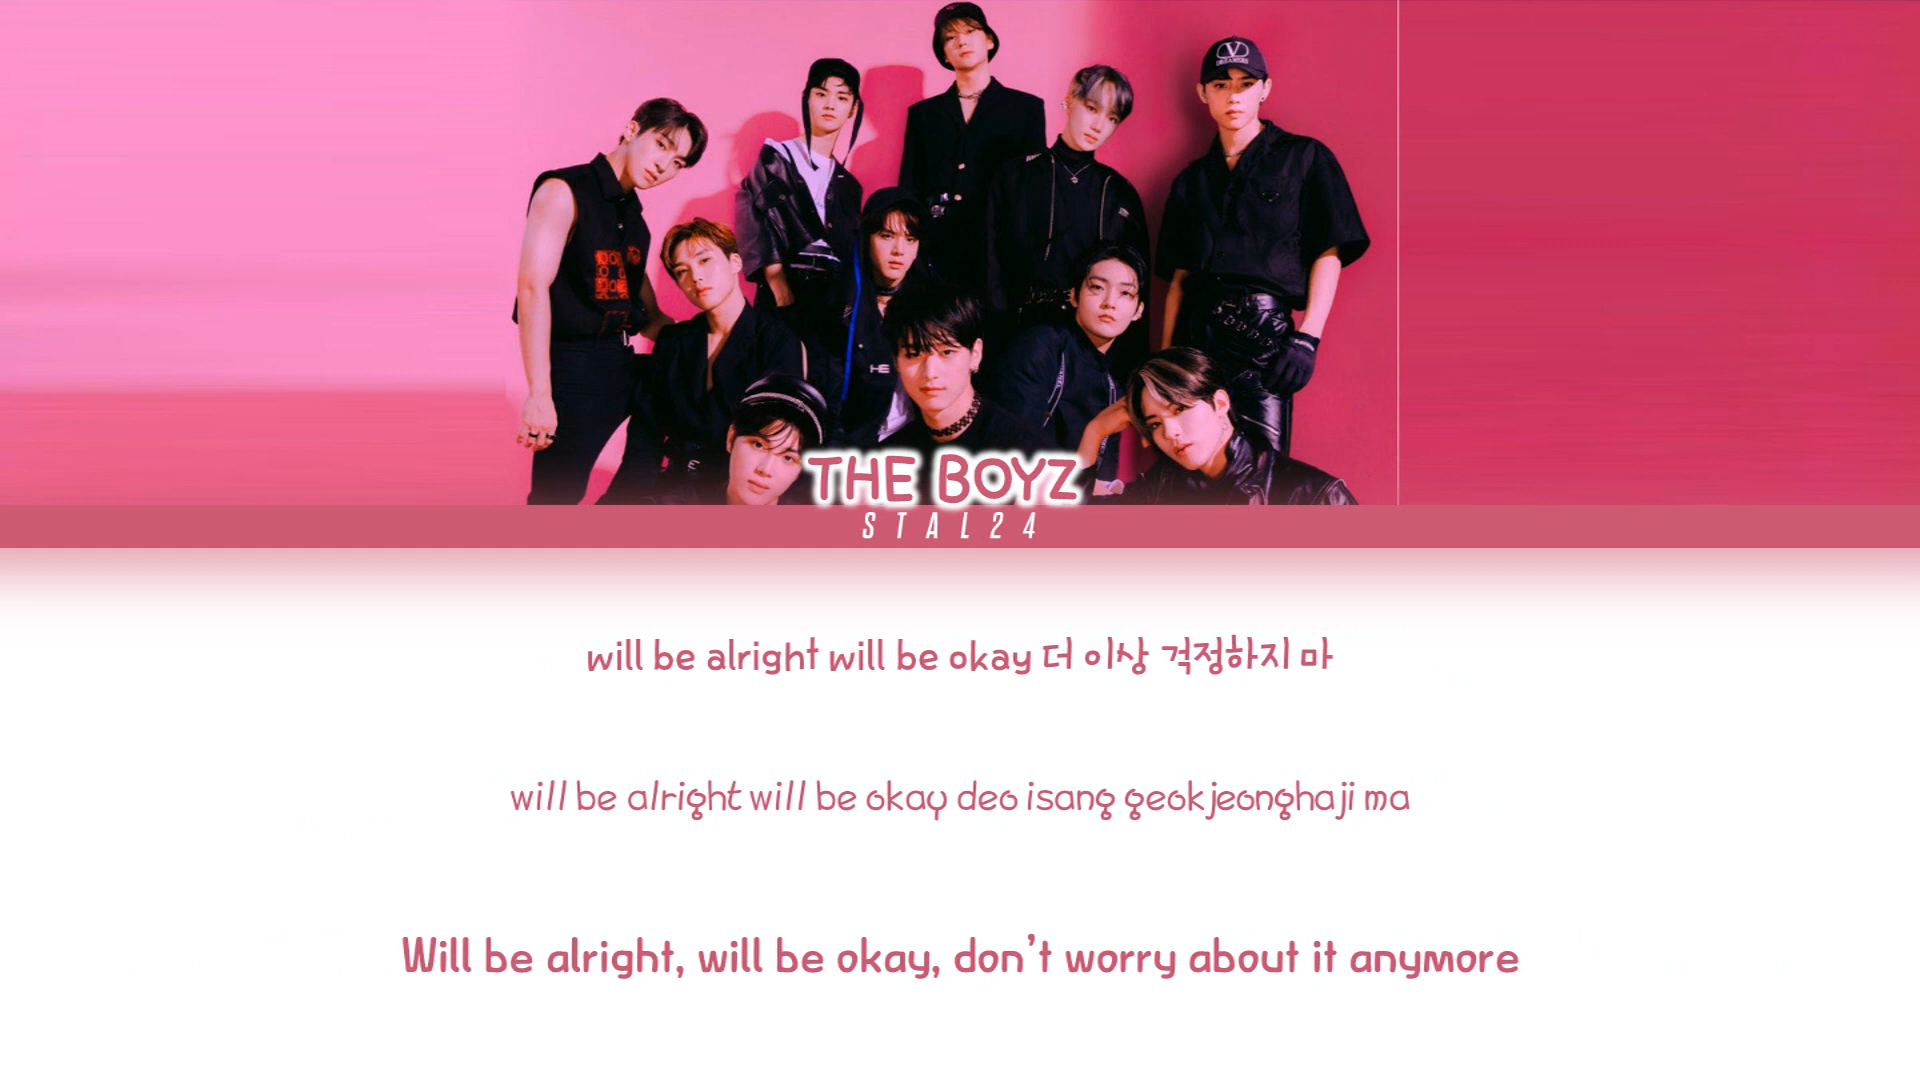 V
DREAMERS
HE
THE BOYZ
STAL24
will be alright will be okay 더 이상 걱정하지 마
will be alright will be okay deo isang geokjeonghaji ma
Will be alright, will be okay, don’t worry about it anymore